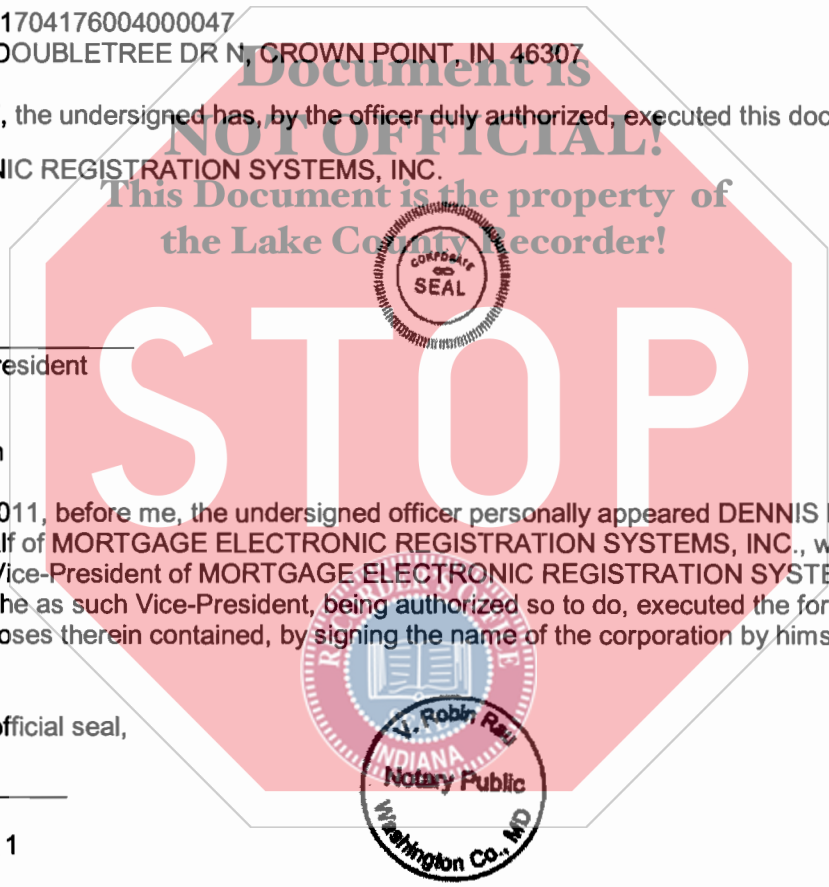 1704176004000047
DOUBLETREE DR N, CROWN POINT, IN 46307
Document is
, the undersigned has, by the officer duly authorized, executed this doc
NOT OFFICIAL!
NIC REGISTRATION SYSTEMS, INC.
This Document is the property of
the Lake County Recorder!
CORPORATE
SEAL
STOP
resident
n
011, before me, the undersigned officer personally appeared DENNIS
lf of MORTGAGE ELECTRONIC REGISTRATION SYSTEMS, INC., w
Vice-President of MORTGAGE ELECTRONIC REGISTRATION SYSTE
he as such Vice-President, being authorized so to do, executed the for
oses therein contained, by signing the name of the corporation by hims
RECORDER'S OFFICE
SEAL
INDIANA
official seal,
V. Robin Rau
Notary Public
Washington Co., MD
1